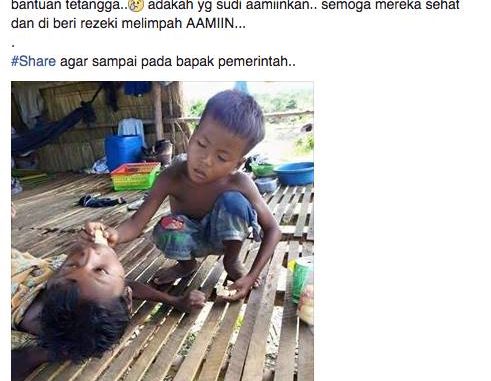 bantuan tetangga..😢 adakah yg sudi aamiinkan.. semoga mereka sehat
dan di beri rezeki melimpah AAMIIN...
.
#Share agar sampai pada bapak pemerintah..